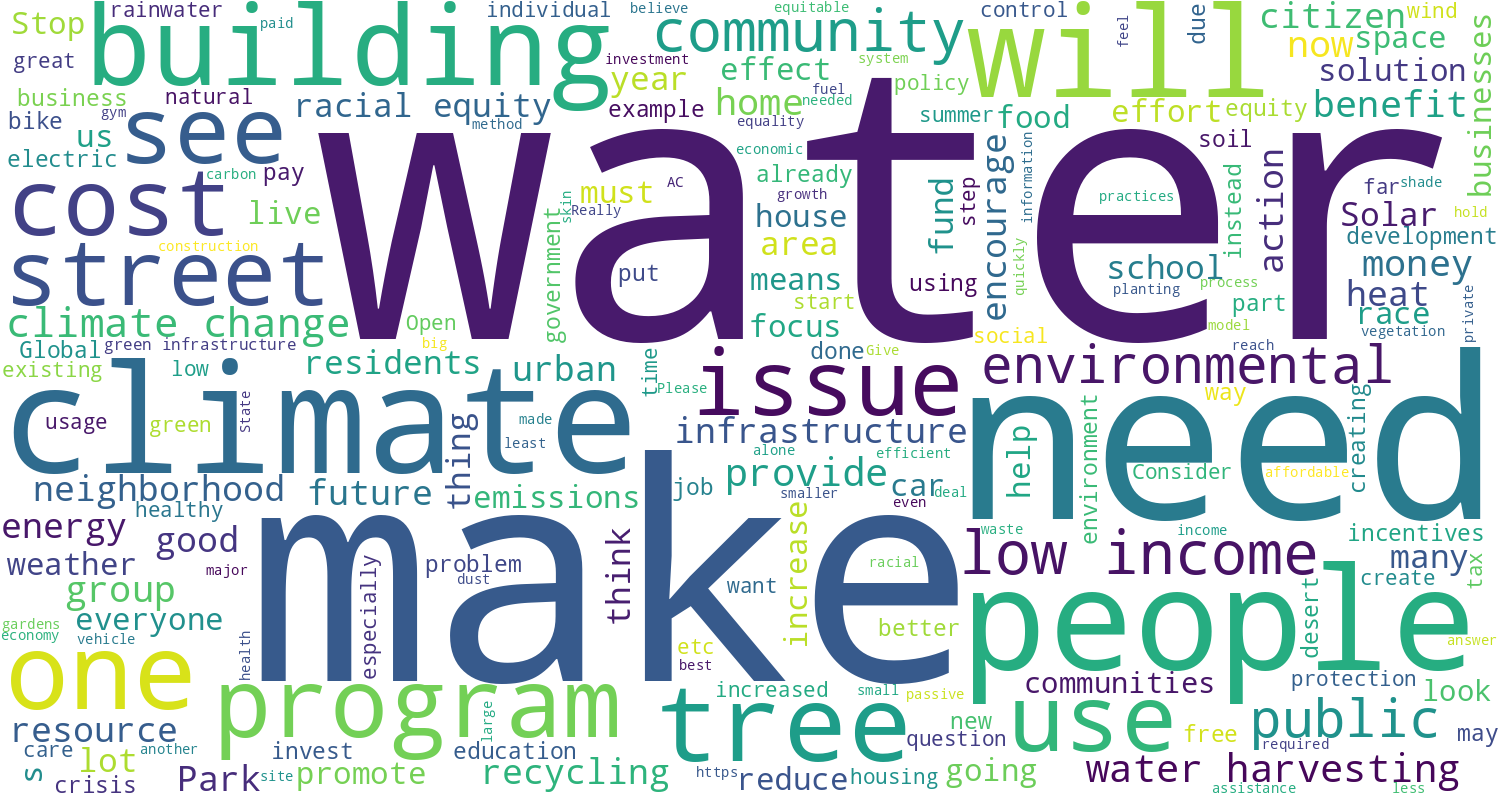 rainwater
paid
individual
believe
equitable
control
feel
due
citizen
wind
Stop
building
community
will
now
space
great
investment
system
solution
businesses
business
natural
year
effect
policy
fuel
needed
bike
gym
racial equity
method
example
home
summer
food
effort
equity
benefit
us
see
equality
information
soil
electric
carbon
pay
skin
must
AC
economic
already
growth
encourage
practices
action
far
shade
cost
live
Really
house
fund
step
instead
Solar
hold
water
construction
area
development
street
government
put
means
using
quickly
school
planting
process
money
start
part
heat
climate change
Open
focus
social
model
race
private
big
vegetation
Global
green infrastructure
done
Give
reach
existing
low
residents
urban
time
issue
environmental
Please
way
climate
State
usage
green
made
least
thing
infrastructure
need
environment
help
creating
Consider
affordable
alone
efficient
neighborhood
future
emissions
job
provide
car
deal
smaller
even
healthy
energy
good
waste
income
incentives
weather
major
especially
problem
dust
think
increase
racial
low income
many
want
create
tax
group
make
people
desert
gardens
economy
vehicle
everyone
health
better
answer
etc
best
one
program
large
tree
increased
small
passive
communities
protection
look
use
resource
new
public
free
may
care
another
invest
education
question
required
s
lot
crisis
Park
site
promote
recycling
https
reduce
housing
going
water harvesting
assistance
less